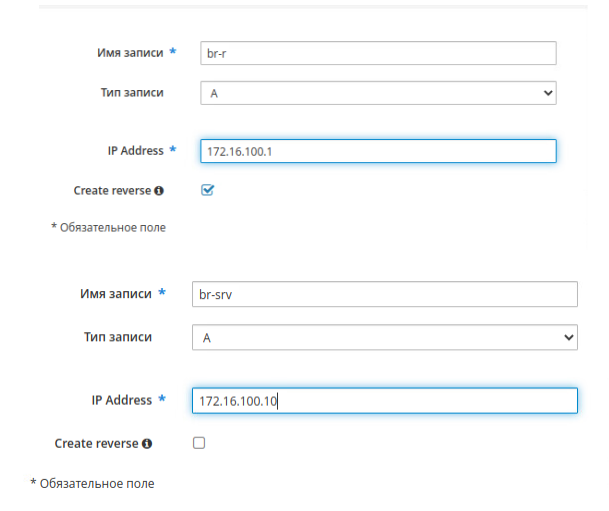 Имя записи * br-r
Тип записи A
IP Address * 172.16.100.1
Create reverse
* Обязательное поле
Имя записи * br-srv
Тип записи A
IP Address * 172.16.100.10
Create reverse
* Обязательное поле